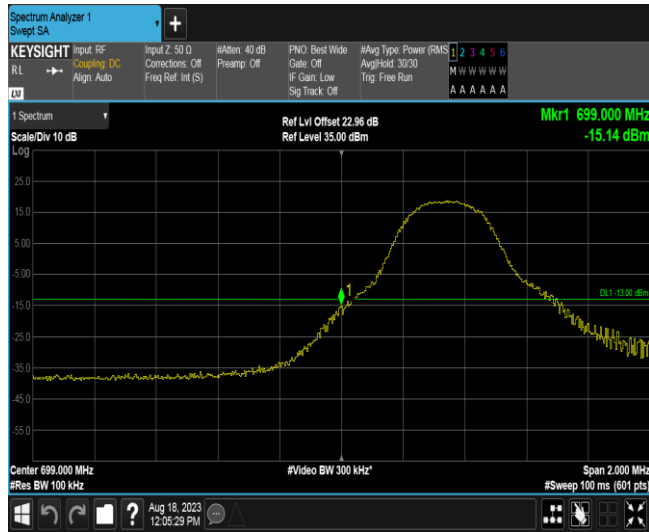 Spectrum Analyzer 1
Swept SA
KEYSIGHT
RL
LXI
Input: RF
Coupling: DC
Align: Auto
Input Z: 50 Ω
Corrections: Off
Freq Ref: Int (S)
#Atten: 40 dB
Preamp: Off
PNO: Best Wide
Gate: Off
IF Gain: Low
Sig Track: Off
#Avg Type: Power (RMS
Avg|Hold: 30/30
Trig: Free Run
1 2 3 4 5 6
M W W W W W
A A A A A A
1 Spectrum
Scale/Div 10 dB
Log
Ref Lvl Offset 22.96 dB
Ref Level 35.00 dBm
Mkr1 699.000 MHz
-15.14 dBm
25.0
15.0
5.00
-5.00
-15.0
-25.0
-35.0
-45.0
-55.0
1
DL1 -13.00 dBm
Center 699.000 MHz
#Res BW 100 kHz
#Video BW 300 kHz*
Span 2.000 MHz
#Sweep 100 ms (601 pts)
?
Aug 18, 2023
12:05:29 PM